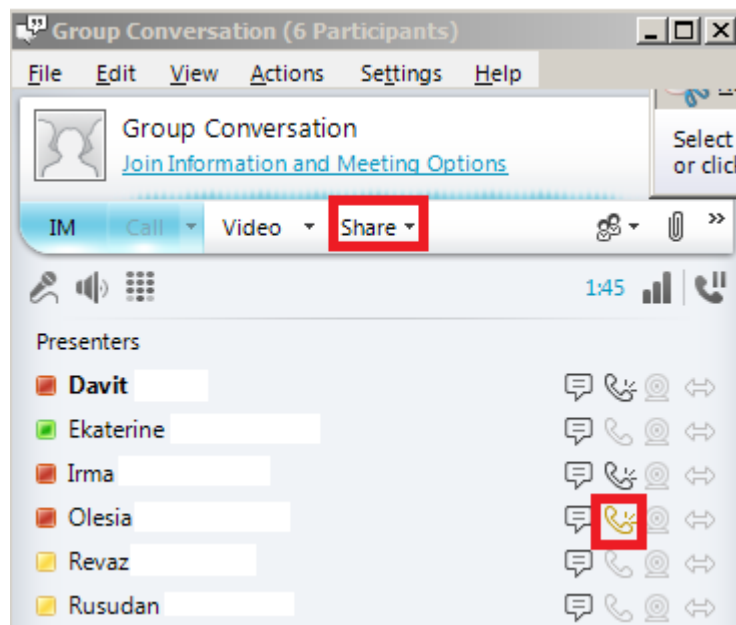 Group Conversation (6 Participants)
File Edit View Actions Settings Help
Group Conversation
Join Information and Meeting Options
Select
or clic
IM Call Video Share
1:45
Presenters
Davit
Ekaterine
Irma
Olesia
Revaz
Rusudan